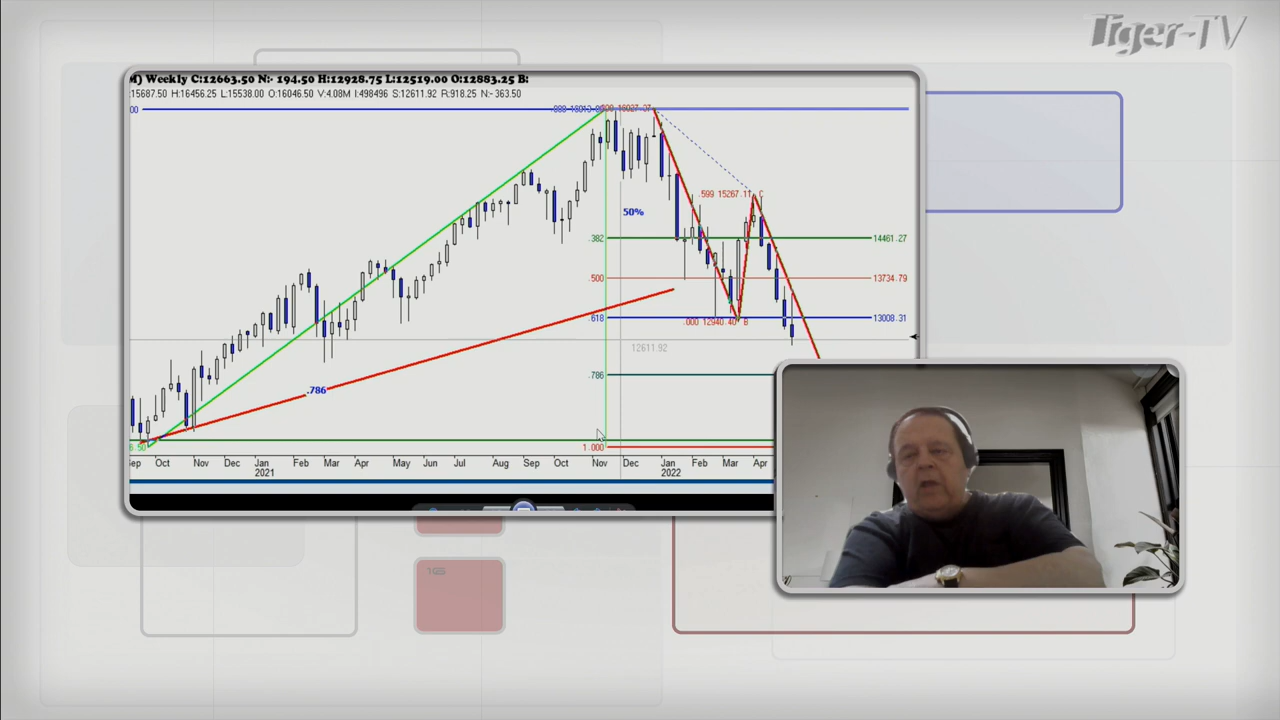 Tiger-TV
M) Weekly C:12663.50 N:- 194.50 H:12928.75 L:12519.00 O:12883.25 B:
:15687.50 H:16456.25 L:15538.00 O:16046.50 V:4.08M I:498496 S:12611.92 R:918.25 N:- 363.50
00
.599 15267.11 C
50%
.382
14461.27
.500
13734.79
.618
.000 12940.40 B
13008.31
12611.92
.786
.786
6.50
1.000
Sep Oct Nov Dec Jan Feb Mar Apr May Jun Jul Aug Sep Oct Nov Dec Jan Feb Mar Apr
2021 2022